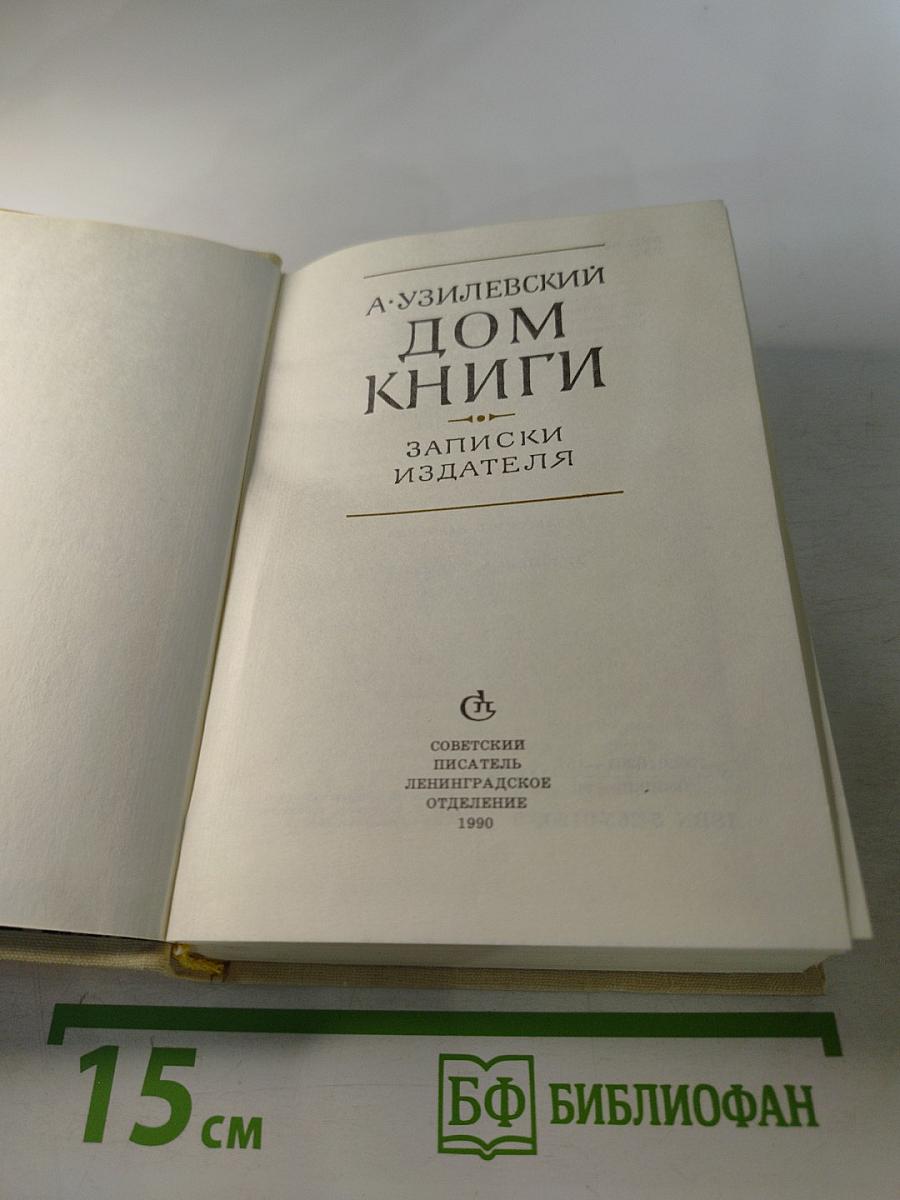 А·УЗИЛЕВСКИЙ
ДОМ
КНИГИ
ЗАПИСКИ
ИЗДАТЕЛЯ
СОВЕТСКИЙ
ПИСАТЕЛЬ
ЛЕНИНГРАДСКОЕ
ОТДЕЛЕНИЕ
1990
15 см
БФ БИБЛИОФАН